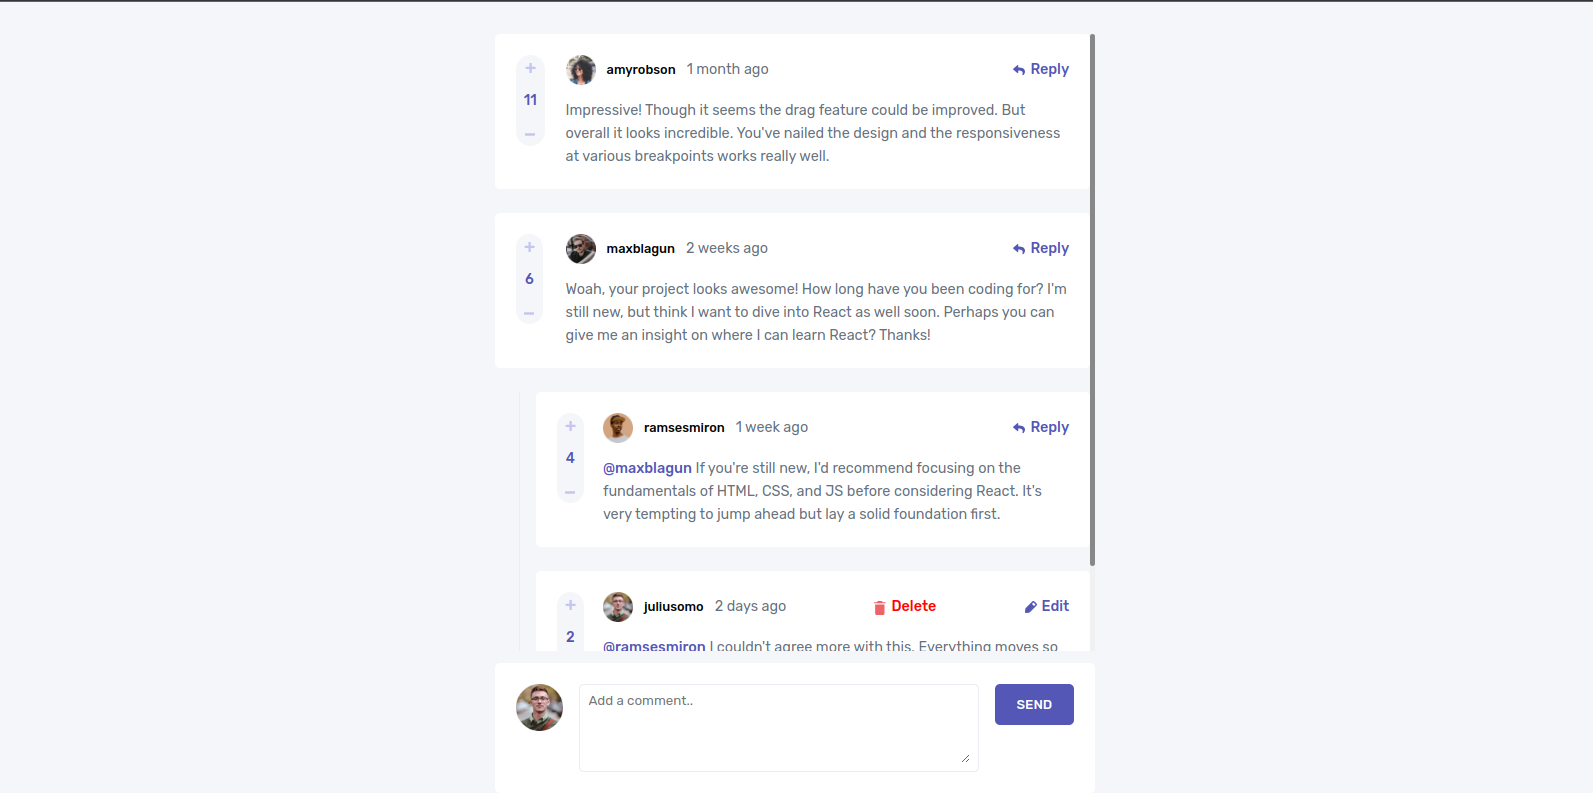 +
amyrobson 1 month ago Reply
11
Impressive! Though it seems the drag feature could be improved. But
overall it looks incredible. You've nailed the design and the responsiveness
–
at various breakpoints works really well.
+
maxblagun 2 weeks ago Reply
6
Woah, your project looks awesome! How long have you been coding for? I'm
still new, but think I want to dive into React as well soon. Perhaps you can
–
give me an insight on where I can learn React? Thanks!
+
ramsesmiron 1 week ago Reply
4
@maxblagun If you're still new, I'd recommend focusing on the
fundamentals of HTML, CSS, and JS before considering React. It's
–
very tempting to jump ahead but lay a solid foundation first.
+
juliusomo 2 days ago Delete Edit
2
@ramsesmiron I couldn't agree more with this. Everything moves so
Add a comment..
SEND